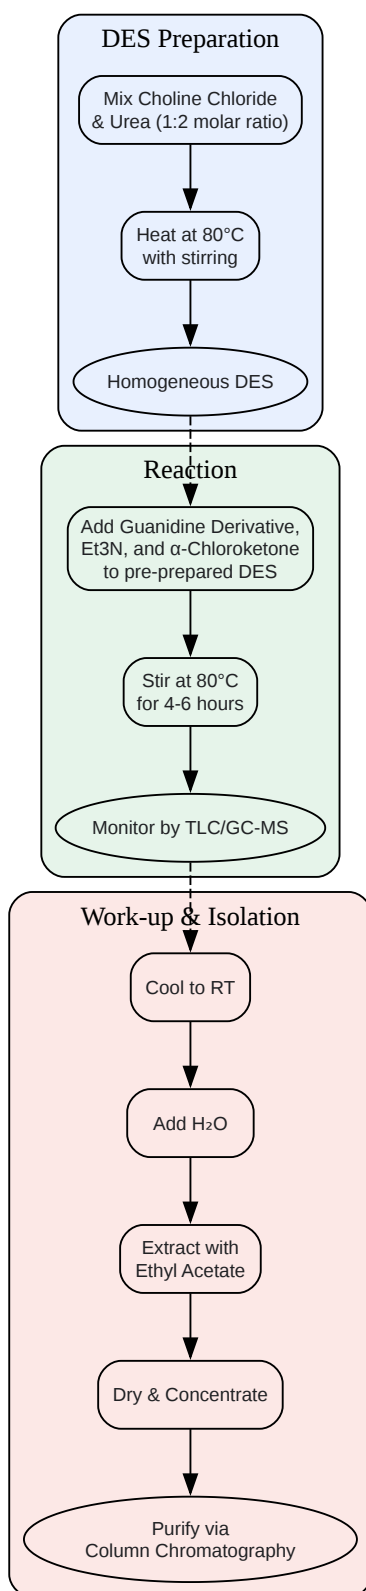 DES Preparation
Mix Choline Chloride
& Urea (1:2 molar ratio)
Heat at 80°C
with stirring
Homogeneous DES
Reaction
Add Guanidine Derivative,
Et3N, and α-Chloroketone
to pre-prepared DES
Stir at 80°C
for 4-6 hours
Monitor by TLC/GC-MS
Work-up & Isolation
Cool to RT
Add H₂O
Extract with
Ethyl Acetate
Dry & Concentrate
Purify via
Column Chromatography